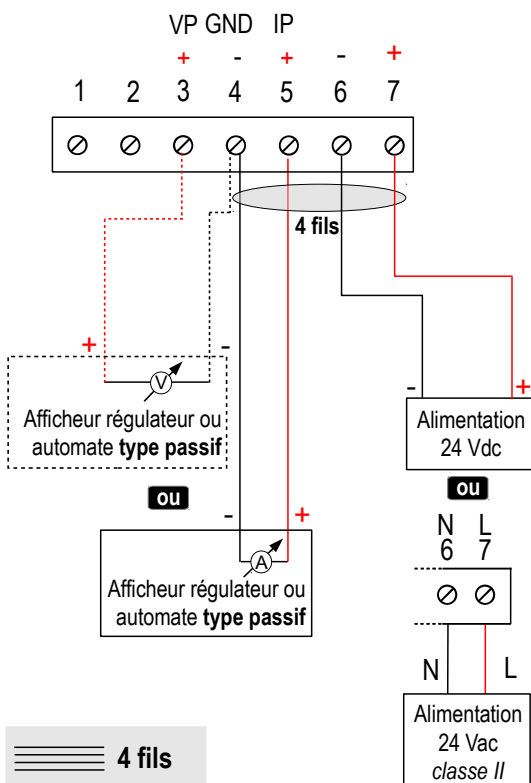 VP GND IP
+ - + - +
1 2 3 4 5 6 7
4 fils
+ -
V
Afficheur régulateur ou
automate type passif
ou
- +
A
Afficheur régulateur ou
automate type passif
- +
Alimentation
24 Vdc
ou
N L
6 7
N L
Alimentation
24 Vac
classe II
4 fils